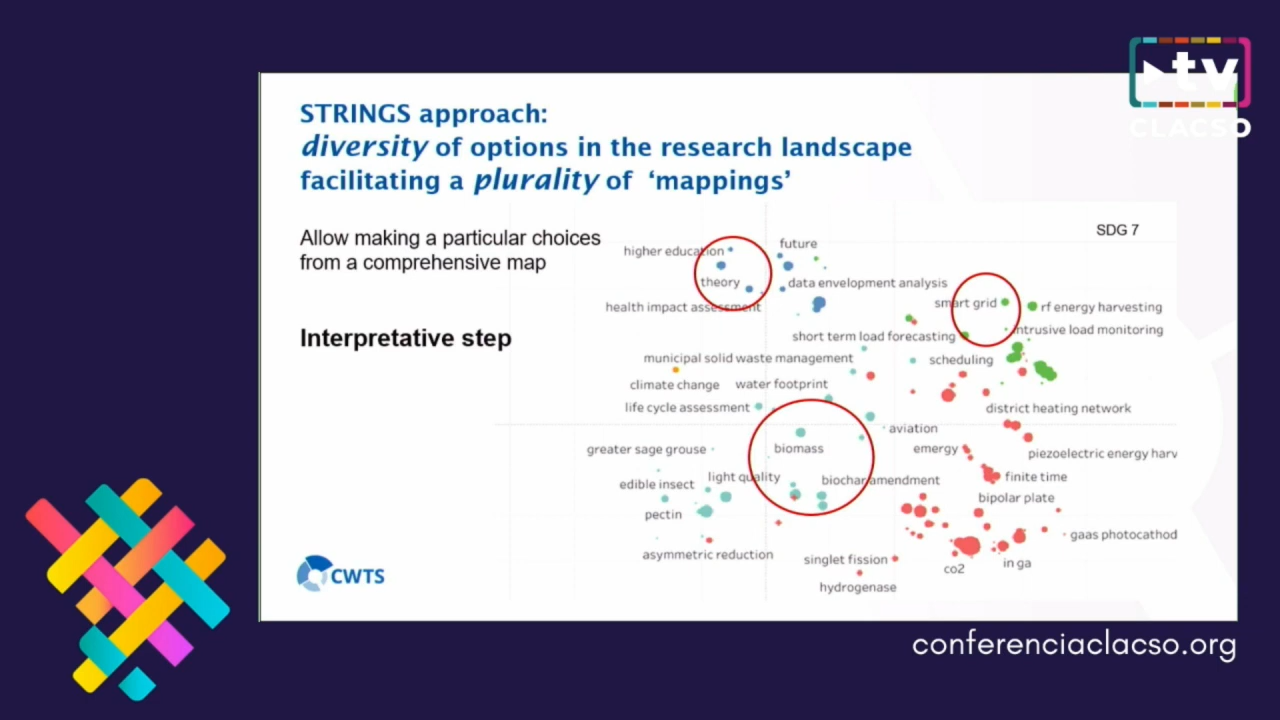 tv
CLACSO
STRINGS approach:
diversity of options in the research landscape
facilitating a plurality of ‘mappings’
Allow making a particular choices
from a comprehensive map
Interpretative step
SDG 7
higher education
future
theory
data envelopment analysis
health impact assessment
smart grid
rf energy harvesting
short term load forecasting
intrusive load monitoring
municipal solid waste management
scheduling
climate change
water footprint
life cycle assessment
district heating network
aviation
greater sage grouse
biomass
emergy
piezoelectric energy harv
light quality
biochar amendment
finite time
edible insect
bipolar plate
pectin
gaas photocathod
asymmetric reduction
singlet fission
co2
in ga
hydrogenase
CWTS
conferenciaclacso.org